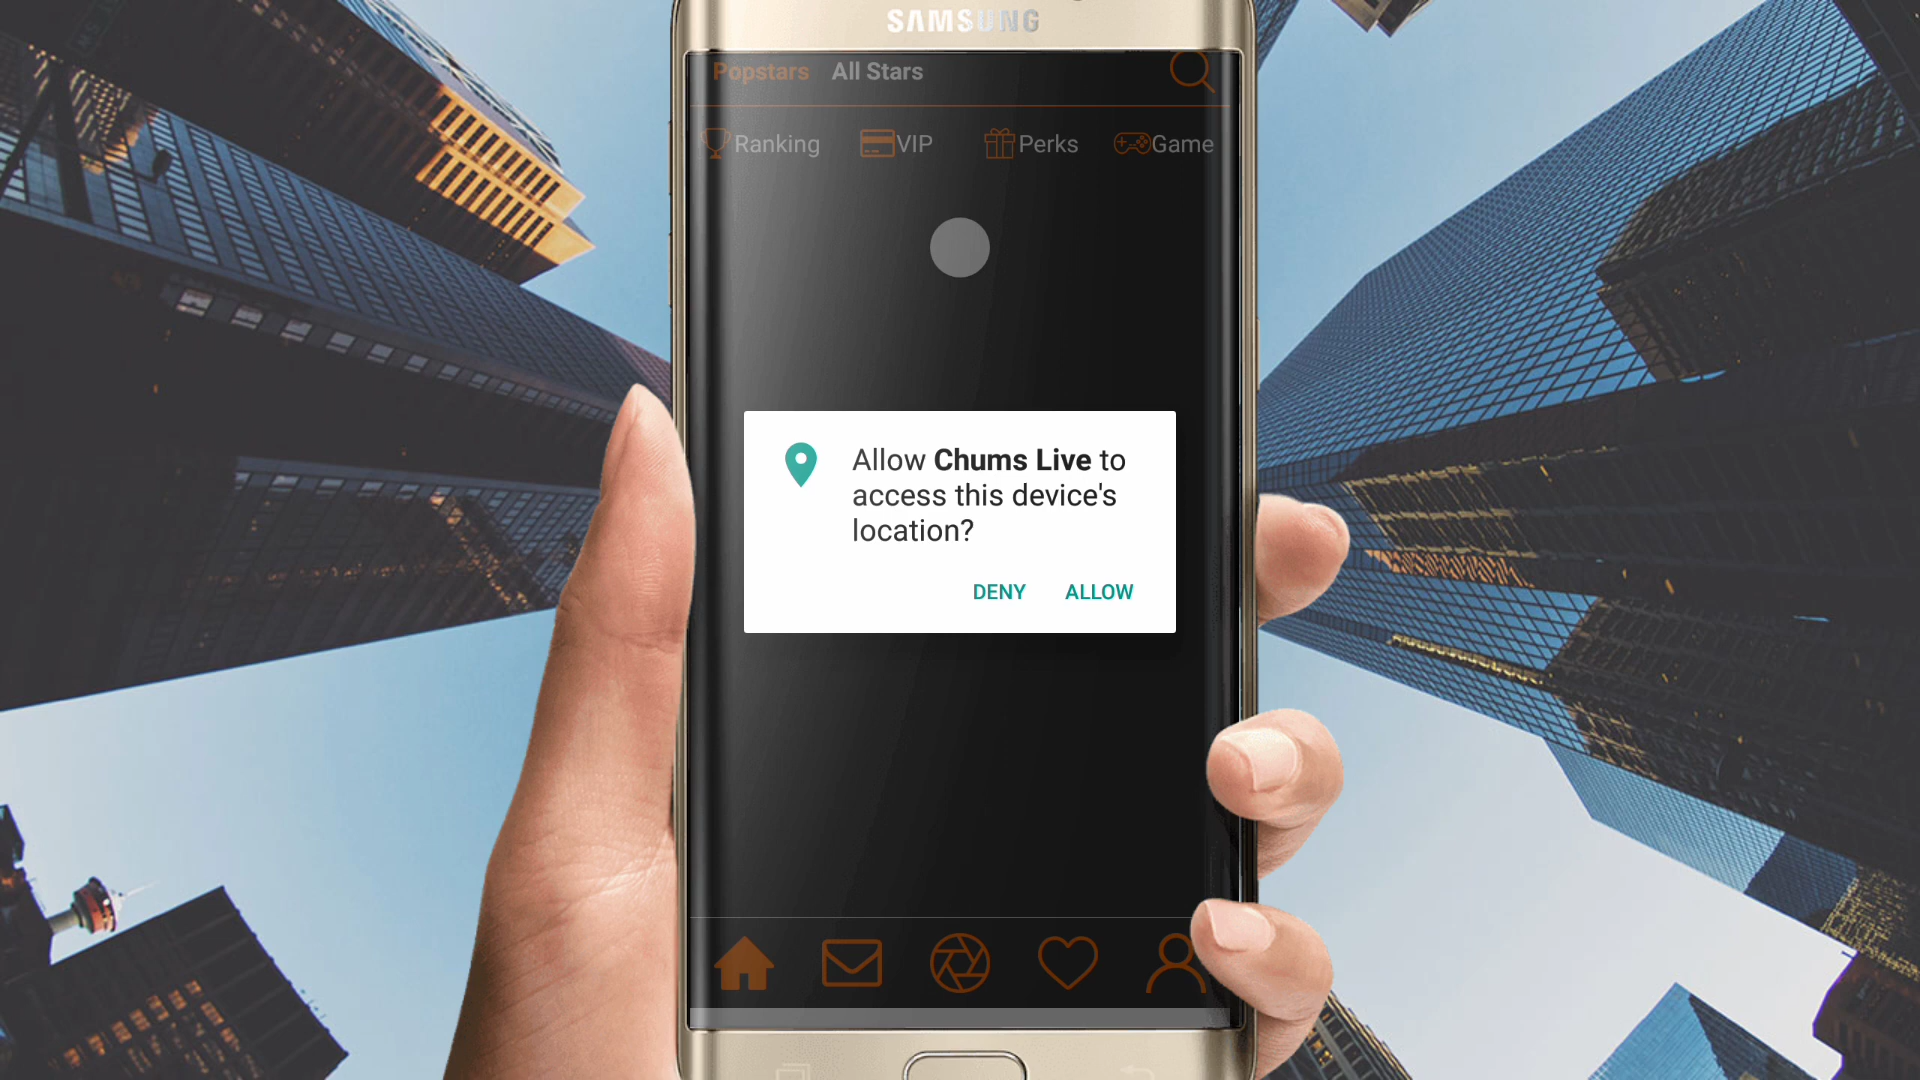 SAMSUNG
Popstars All Stars
Ranking VIP Perks Game
Allow Chums Live to
access this device's
location?
DENY ALLOW